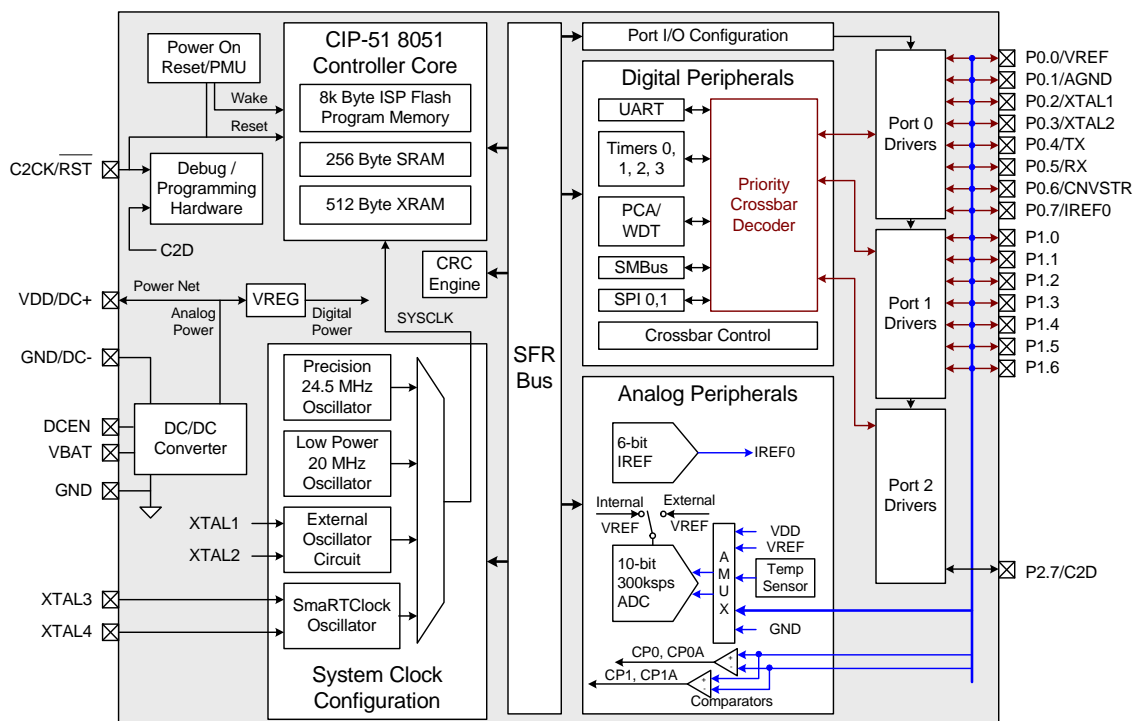 Power On
Reset/PMU
Wake
Reset
C2CK/RST
Debug /
Programming
Hardware
C2D
CIP-51 8051
Controller Core
8k Byte ISP Flash
Program Memory
256 Byte SRAM
512 Byte XRAM
CRC
Engine
VDD/DC+
Power Net
VREG
Analog
Power
Digital
Power
SYSCLK
GND/DC-
DCEN
VBAT
GND
DC/DC
Converter
Precision
24.5 MHz
Oscillator
Low Power
20 MHz
Oscillator
XTAL1
XTAL2
External
Oscillator
Circuit
XTAL3
XTAL4
SmaRTClock
Oscillator
System Clock
Configuration
SFR
Bus
Port I/O Configuration
Digital Peripherals
UART
Timers 0,
1, 2, 3
PCA/
WDT
SMBus
SPI 0,1
Priority
Crossbar
Decoder
Crossbar Control
Analog Peripherals
6-bit
IREF
IREF0
Internal
VREF
External
VREF
10-bit
300ksps
ADC
A
M
U
X
VDD
VREF
Temp
Sensor
GND
CP0, CP0A
+
-
CP1, CP1A
+
-
Comparators
Port 0
Drivers
Port 1
Drivers
Port 2
Drivers
P0.0/VREF
P0.1/AGND
P0.2/XTAL1
P0.3/XTAL2
P0.4/TX
P0.5/RX
P0.6/CNVSTR
P0.7/IREF0
P1.0
P1.1
P1.2
P1.3
P1.4
P1.5
P1.6
P2.7/C2D